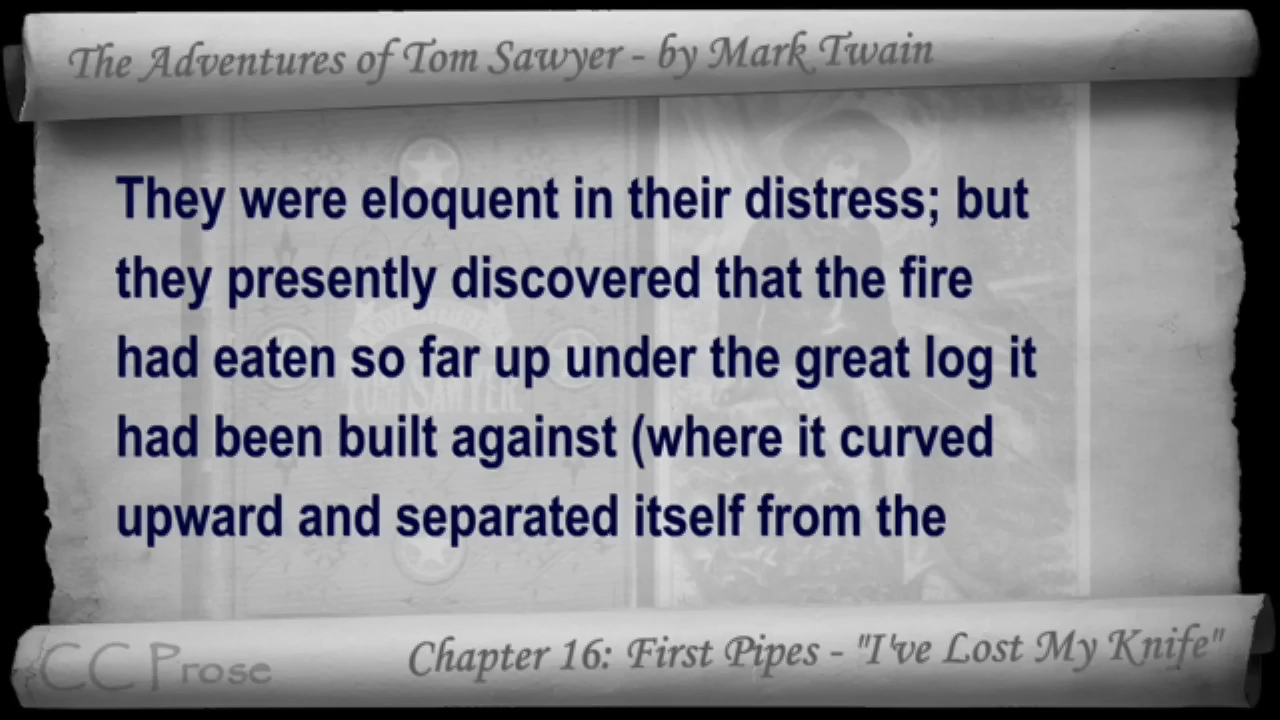 The Adventures of Tom Sawyer - by Mark Twain
They were eloquent in their distress; but
they presently discovered that the fire
had eaten so far up under the great log it
had been built against (where it curved
upward and separated itself from the
Chapter 16: First Pipes - "I've Lost My Knife"
CC Prose